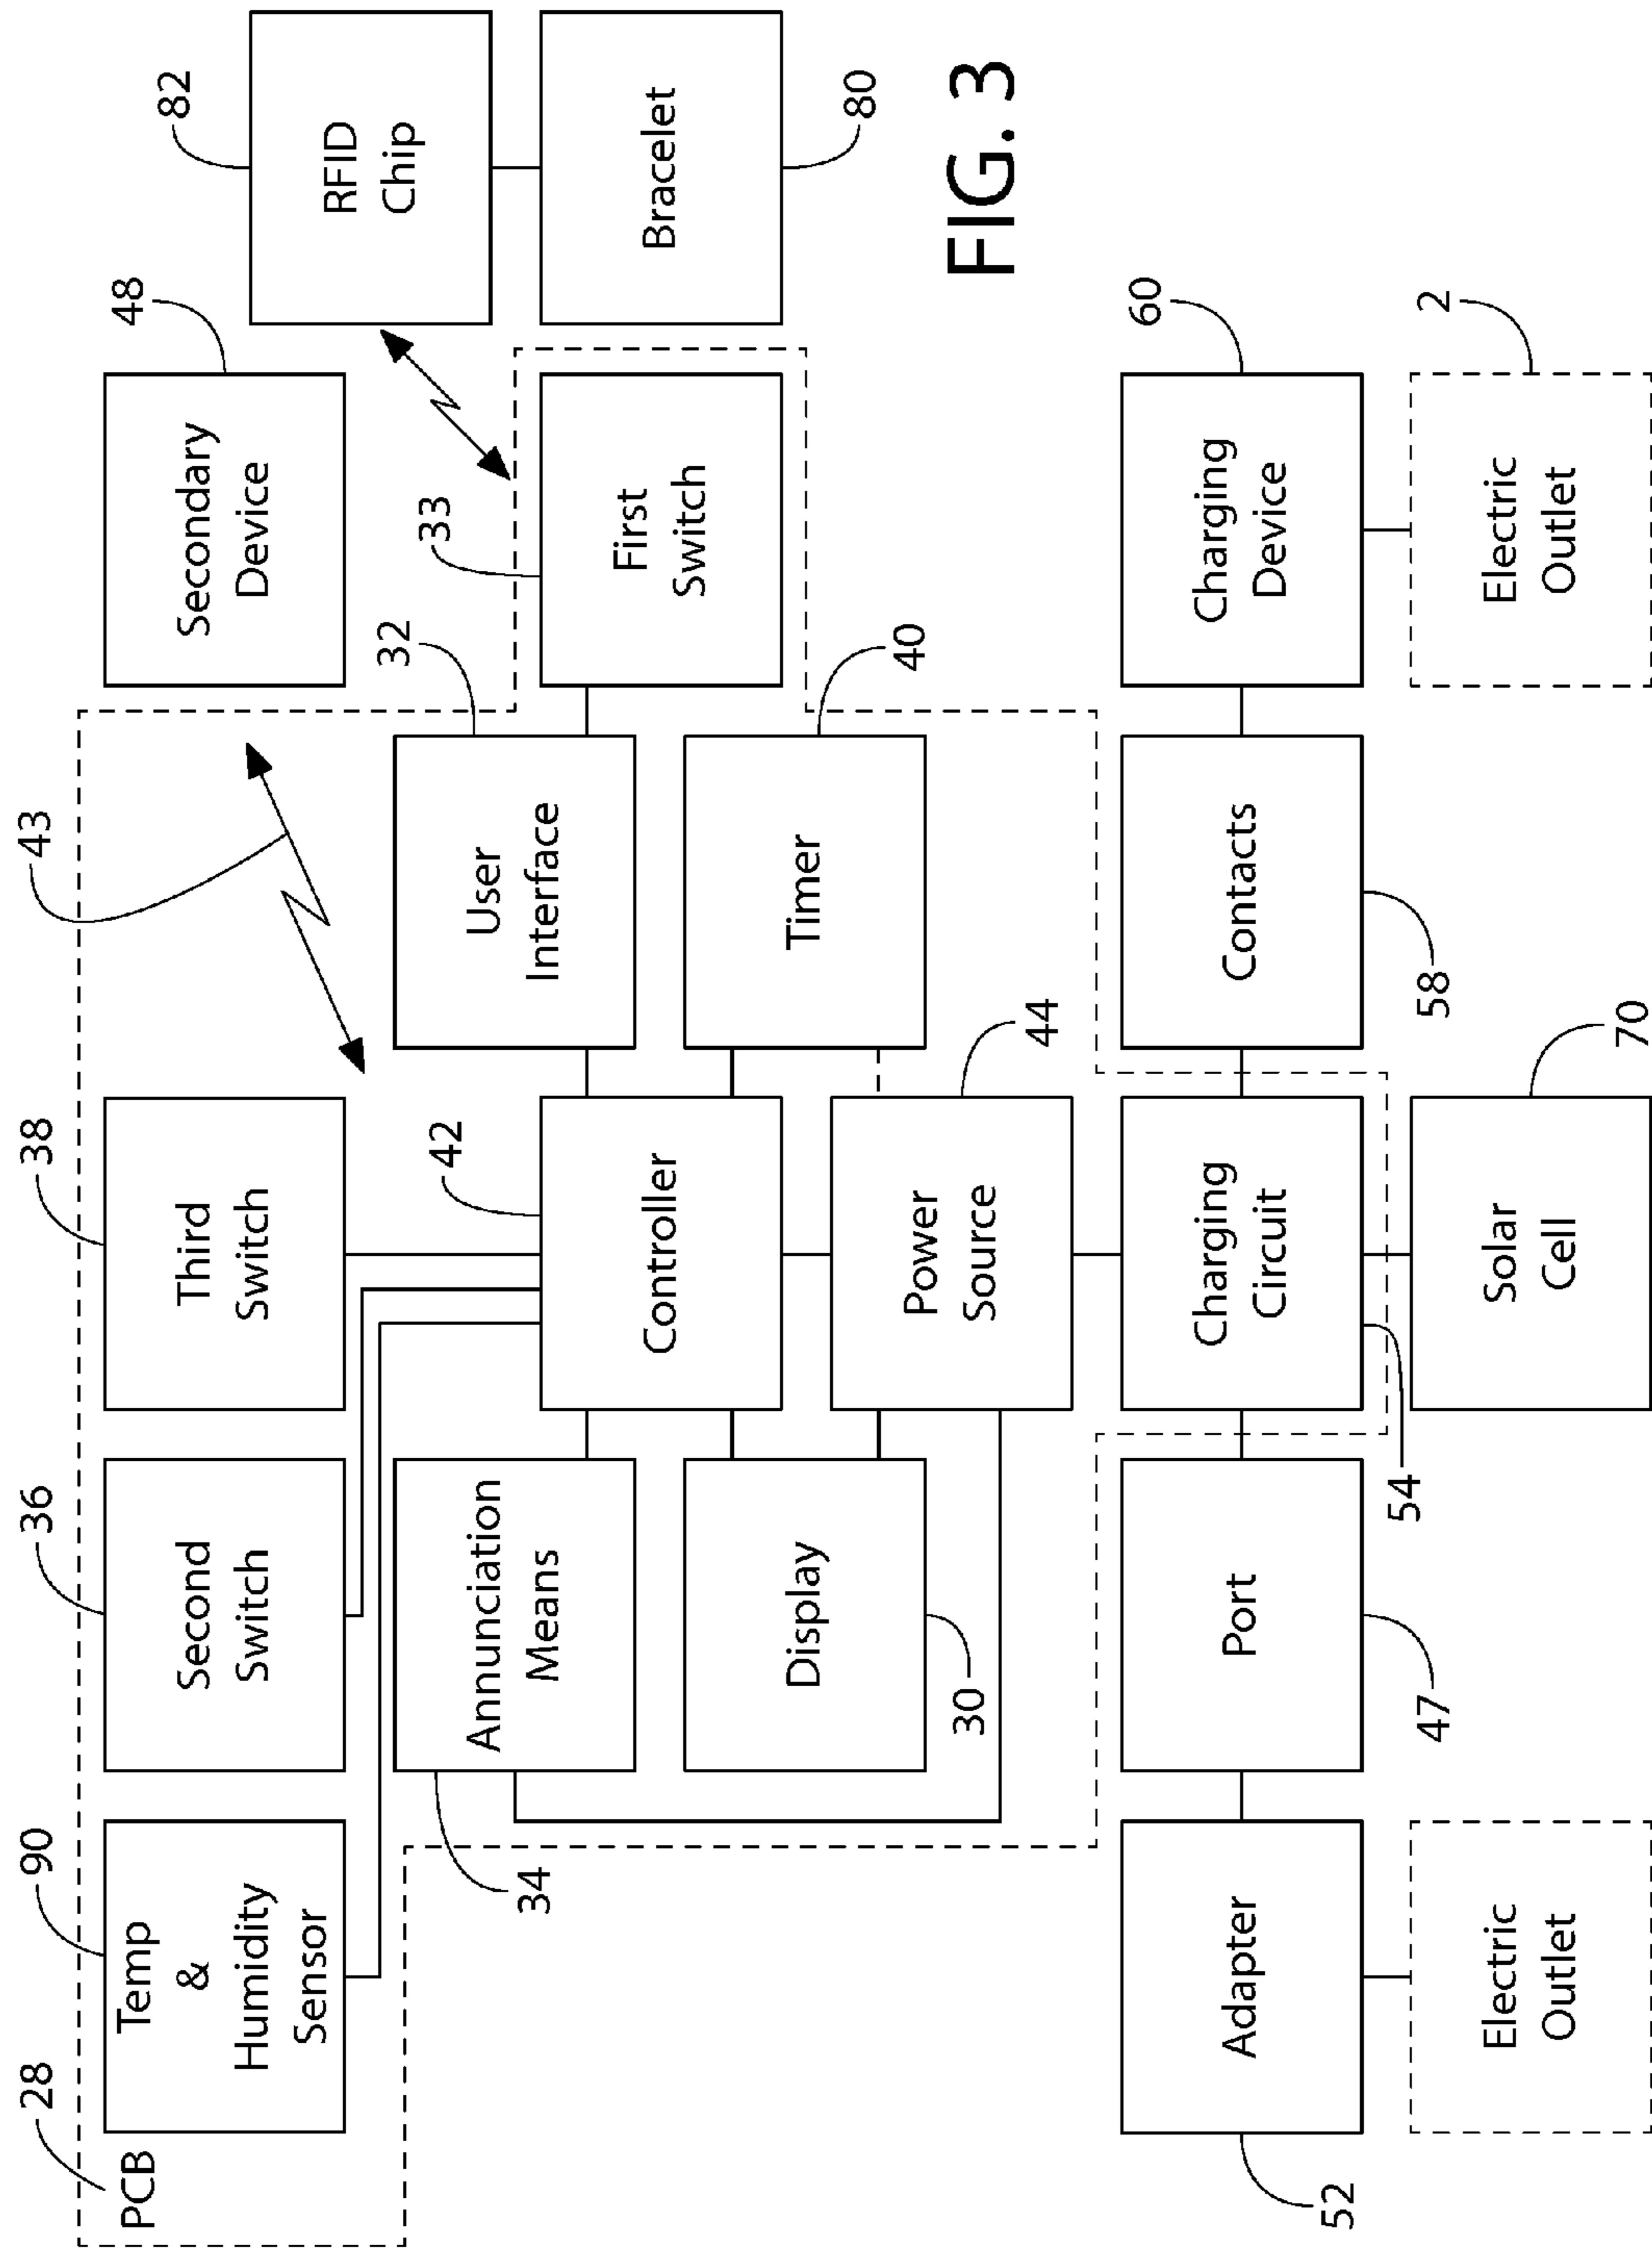 28
PCB
90
Temp
&
Humidity
Sensor
36
Second
Switch
38
Third
Switch
43
48
Secondary
Device
82
RFID
Chip
34
Annunciation
Means
42
Controller
32
User
Interface
33
First
Switch
Bracelet
80
Display
30
Power
Source
44
Timer
40
FIG. 3
52
Adapter
Port
47
Charging
Circuit
54
Contacts
58
Charging
Device
60
Electric
Outlet
Solar
Cell
70
Electric
Outlet
2